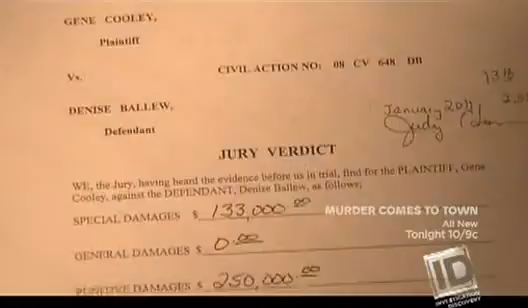 GENE COOLEY,
Plaintiff
Vs.
CIVIL ACTION NO: 08 CV 648 DB
DENISE BALLEW,
Defendant
13th
January 2011
Judy
JURY VERDICT
WE, the Jury, having heard the evidence before us in trial, find for the PLAINTIFF, Gene
Cooley, against the DEFENDANT, Denise Ballew, as follows;
SPECIAL DAMAGES $ 133,000.00
GENERAL DAMAGES $ 0.00
PUNITIVE DAMAGES $ 250,000.00
MURDER COMES TO TOWN
All New
Tonight 10/9c
ID
INVESTIGATION
DISCOVERY